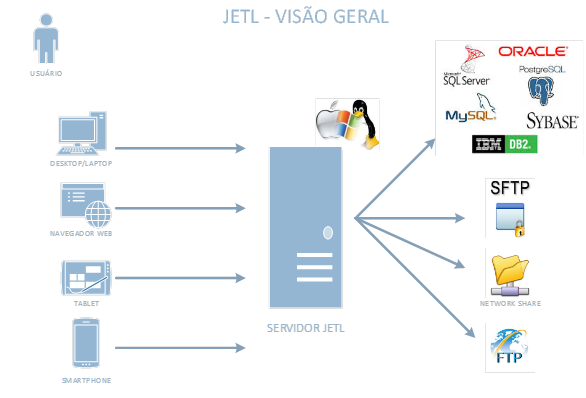 JETL - VISÃO GERAL
USUÁRIO
DESKTOP/LAPTOP
NAVEGADOR WEB
TABLET
SMARTPHONE
SERVIDOR JETL
Microsoft
SQL Server
ORACLE
PostgreSQL
MySQL
SYBASE
IBM DB2.
SFTP
NETWORK SHARE
FTP